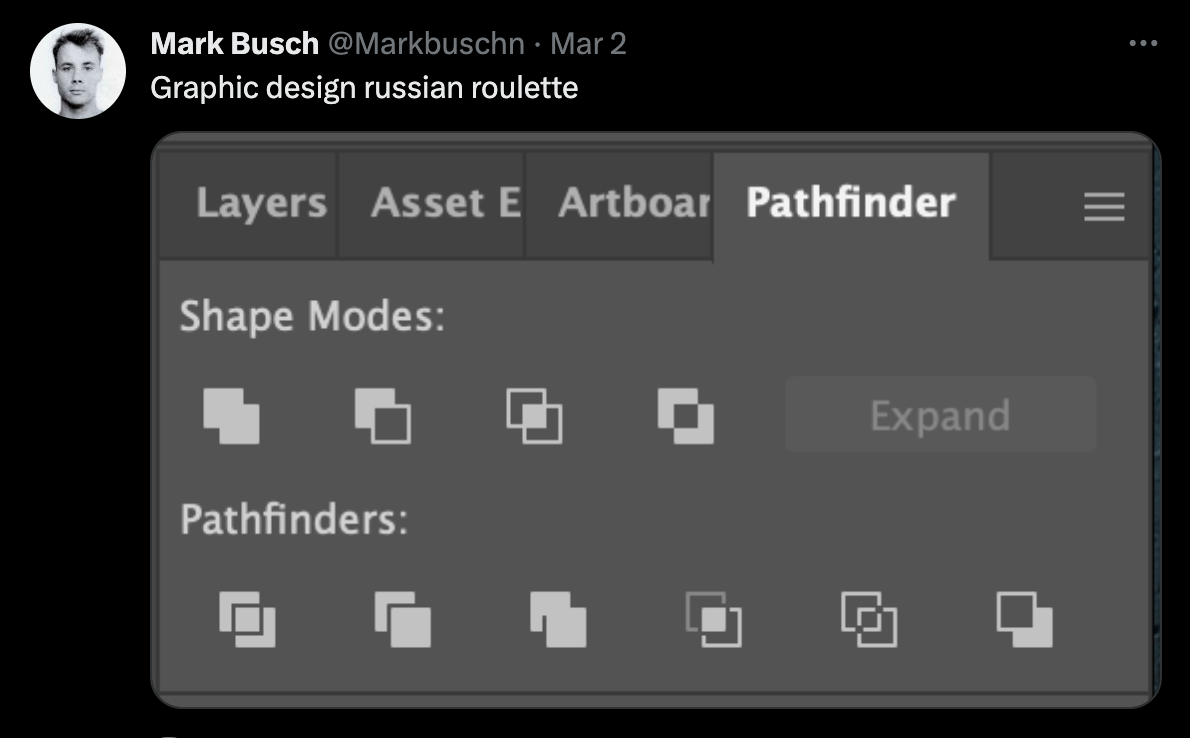 Mark Busch @Markbuschn · Mar 2
Graphic design russian roulette
Layers Asset E Artboar Pathfinder
Shape Modes:
Expand
Pathfinders: